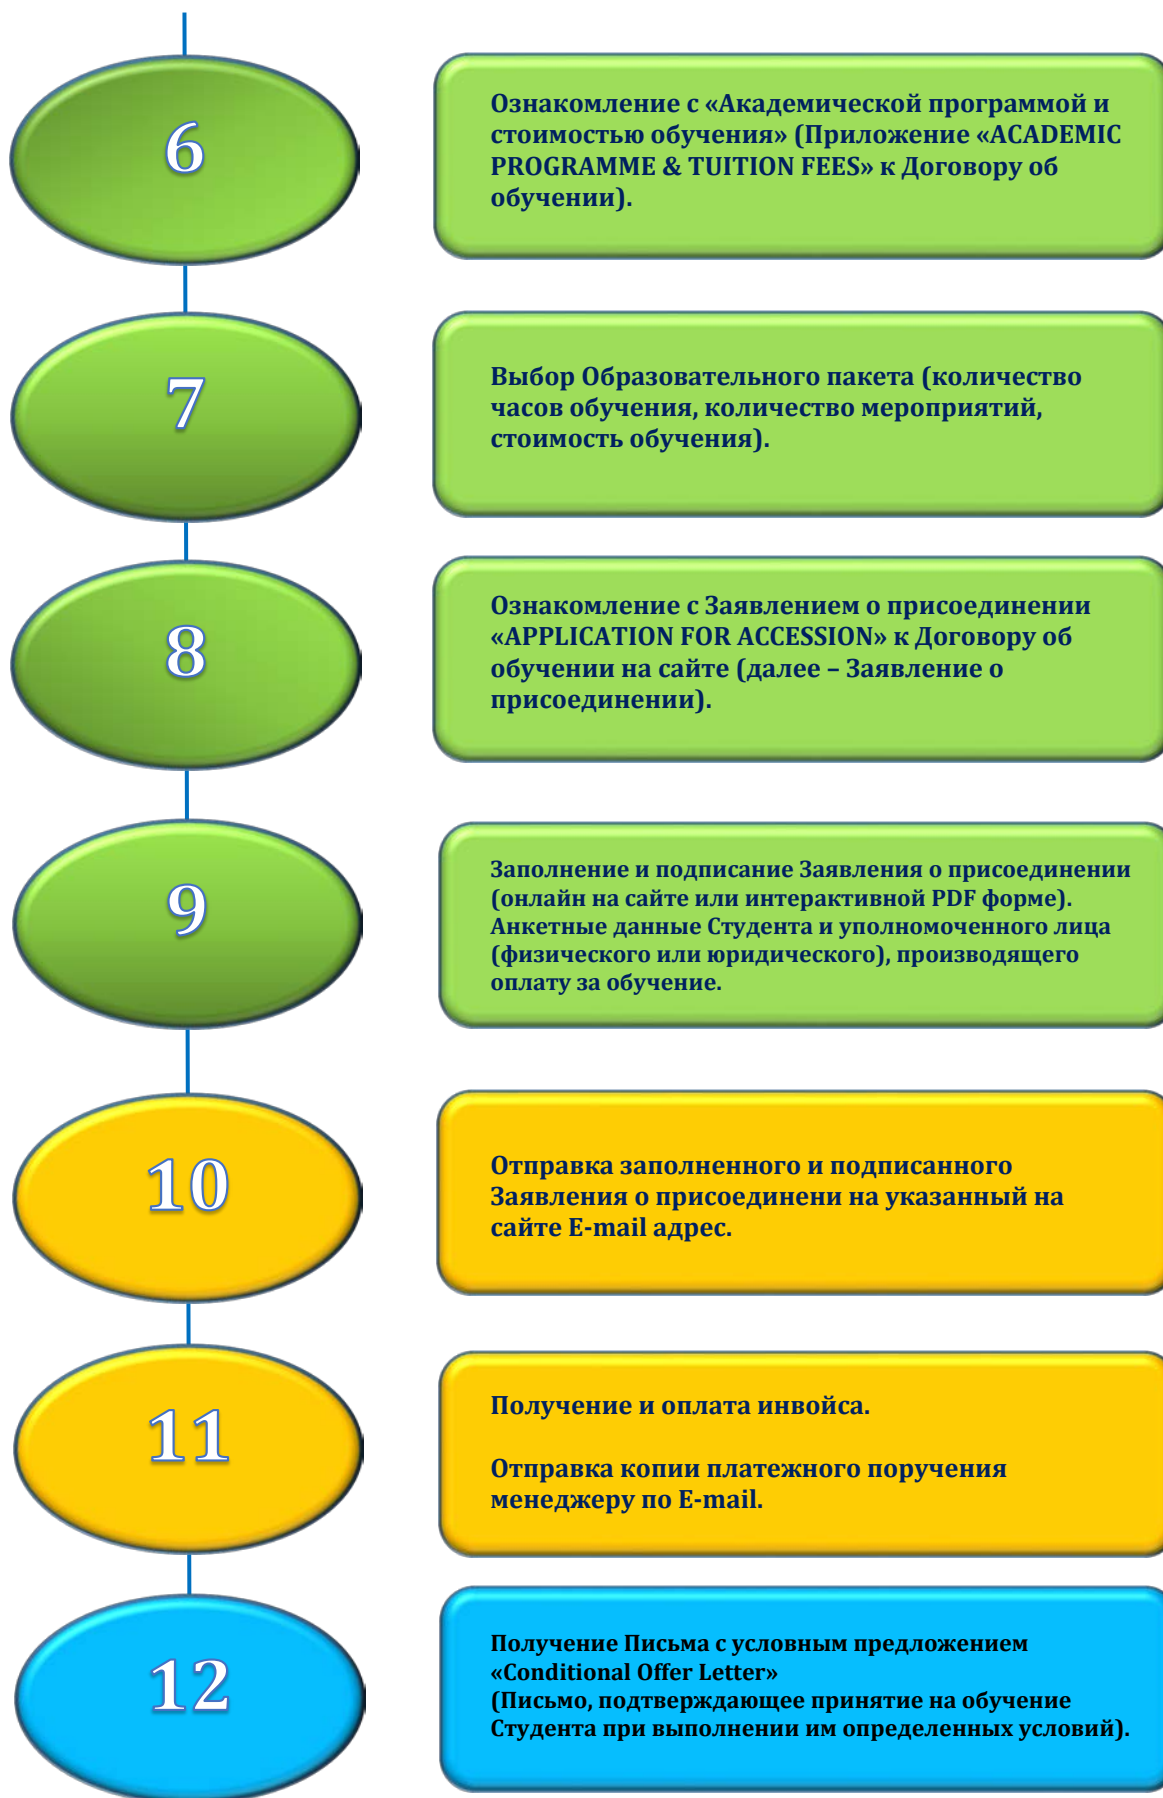 6
Ознакомление с «Академической программой и
стоимостью обучения» (Приложение «ACADEMIC
PROGRAMME & TUITION FEES» к Договору об
обучении).
7
Выбор Образовательного пакета (количество
часов обучения, количество мероприятий,
стоимость обучения).
8
Ознакомление с Заявлением о присоединении
«APPLICATION FOR ACCESSION» к Договору об
обучении на сайте (далее – Заявление о
присоединении).
9
Заполнение и подписание Заявления о присоединении
(онлайн на сайте или интерактивной PDF форме).
Анкетные данные Студента и уполномоченного лица
(физического или юридического), производящего
оплату за обучение.
10
Отправка заполненного и подписанного
Заявления о присоединени на указанный на
сайте E-mail адрес.
11
Получение и оплата инвойса.
Отправка копии платежного поручения
менеджеру по E-mail.
12
Получение Письма с условным предложением
«Conditional Offer Letter»
(Письмо, подтверждающее принятие на обучение
Студента при выполнении им определенных условий).